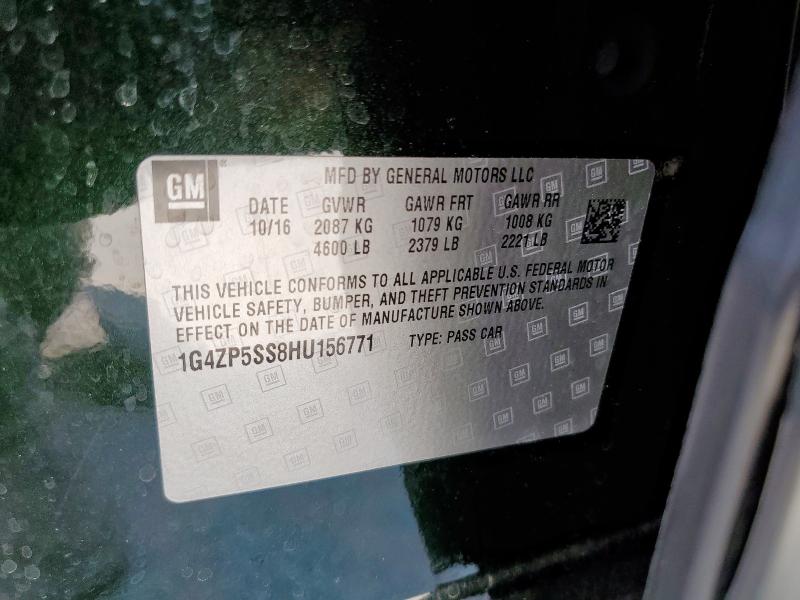 GM
MFD BY GENERAL MOTORS LLC
DATE GVWR GAWR FRT GAWR RR
10/16 2087 KG 1079 KG 1008 KG
4600 LB 2379 LB 2221 LB
THIS VEHICLE CONFORMS TO ALL APPLICABLE U.S. FEDERAL MOTOR
VEHICLE SAFETY, BUMPER, AND THEFT PREVENTION STANDARDS IN
EFFECT ON THE DATE OF MANUFACTURE SHOWN ABOVE.
1G4ZP5SS8HU156771 TYPE: PASS CAR